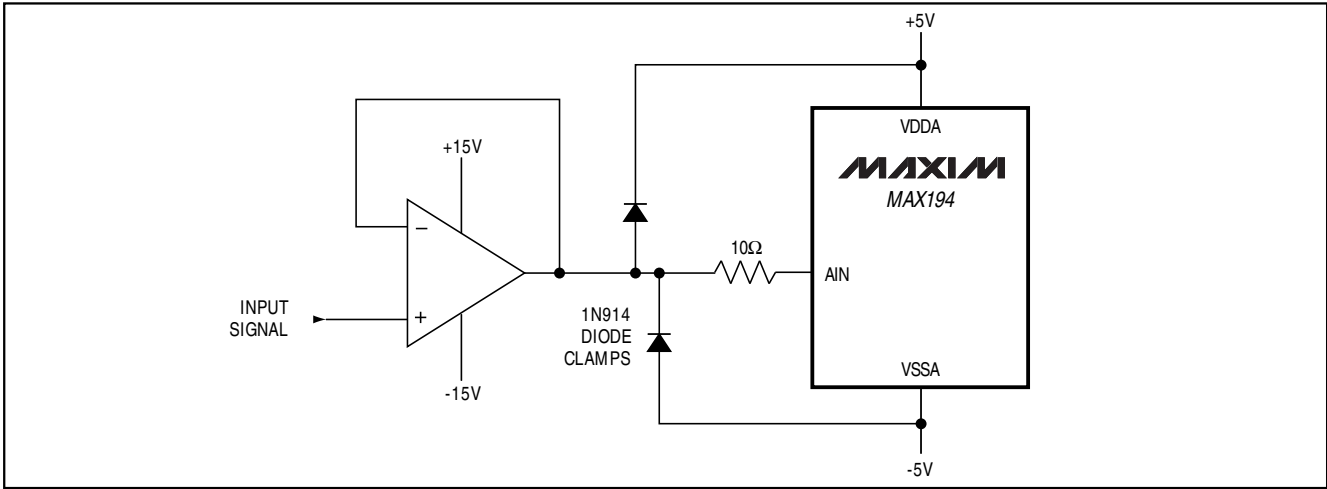 +5V
VDDA
MAXIM
MAX194
+15V
−
10Ω
AIN
INPUT
SIGNAL
+
1N914
DIODE
CLAMPS
VSSA
-15V
-5V